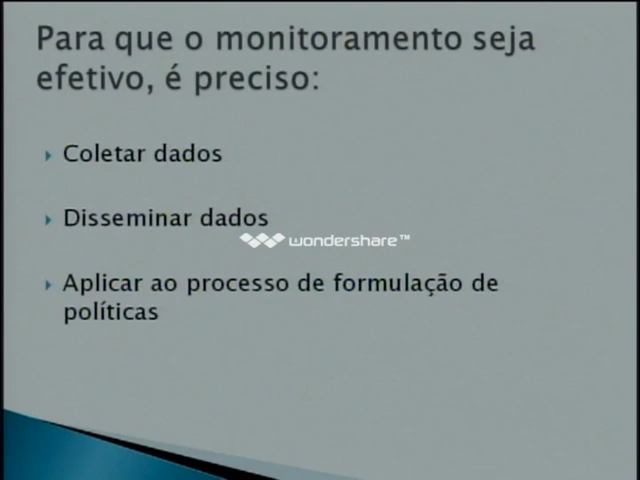 Para que o monitoramento seja
efetivo, é preciso:
Coletar dados
Disseminar dados
wondershare™
Aplicar ao processo de formulação de
políticas